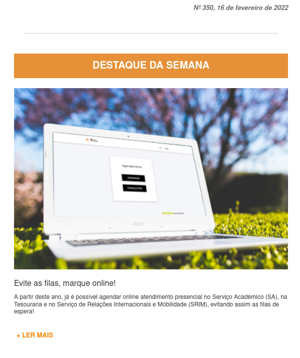 Nº 350, 16 de fevereiro de 2022
DESTAQUE DA SEMANA
Evite as filas, marque online!
A partir deste ano, já é possível agendar online atendimento presencial no Serviço Académico (SA), na
Tesouraria e no Serviço de Relações Internacionais e Mobilidade (SRIM), evitando assim as filas de
espera!
+ LER MAIS